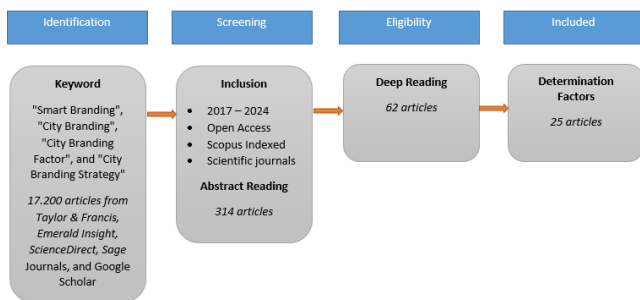 Identification
Screening
Eligibility
Included
Keyword
"Smart Branding",
"City Branding",
"City Branding
Factor", and "City
Branding Strategy"
17.200 articles from
Taylor & Francis,
Emerald Insight,
ScienceDirect, Sage
Journals, and Google
Scholar
Inclusion
• 2017 – 2024
• Open Access
• Scopus Indexed
• Scientific journals
Abstract Reading
314 articles
Deep Reading
62 articles
Determination
Factors
25 articles